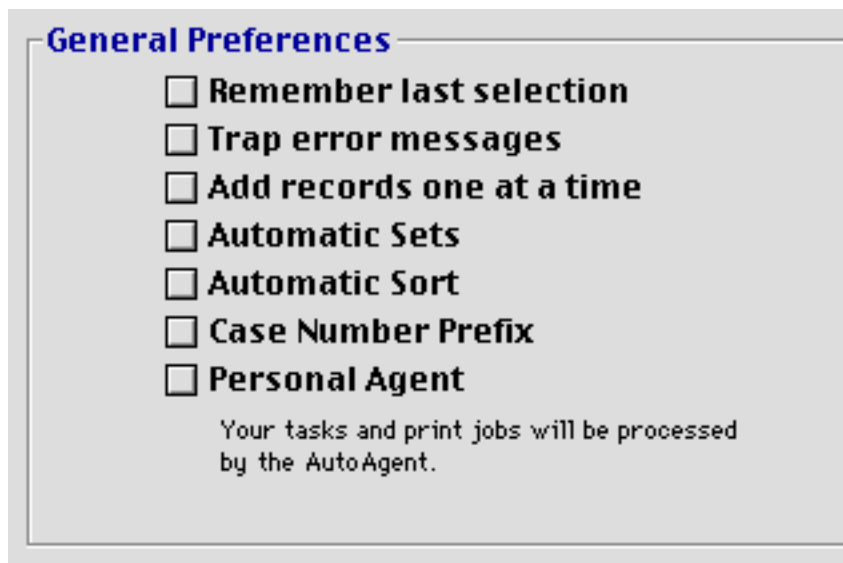 General Preferences
Remember last selection
Trap error messages
Add records one at a time
Automatic Sets
Automatic Sort
Case Number Prefix
Personal Agent
Your tasks and print jobs will be processed
by the AutoAgent.